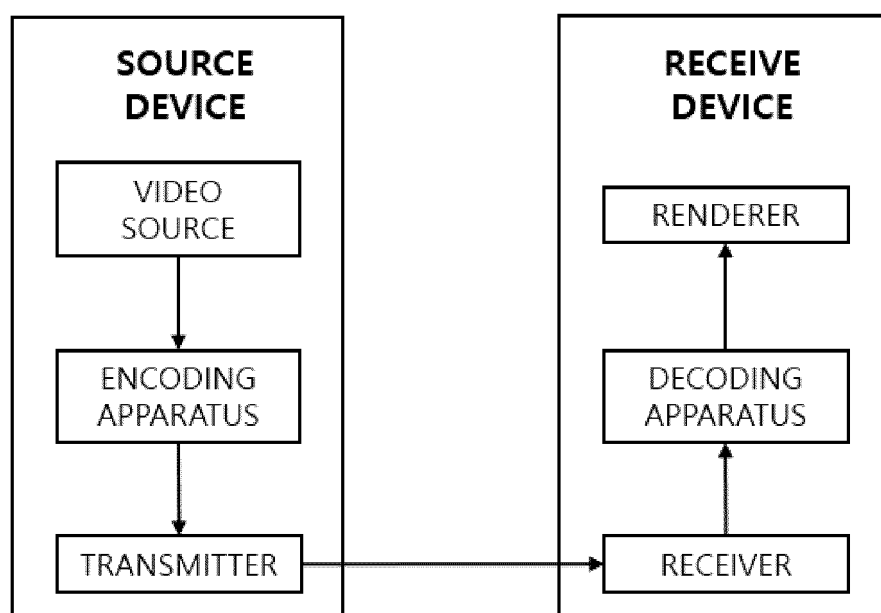 SOURCE
DEVICE
VIDEO
SOURCE
ENCODING
APPARATUS
TRANSMITTER
RECEIVE
DEVICE
RENDERER
DECODING
APPARATUS
RECEIVER